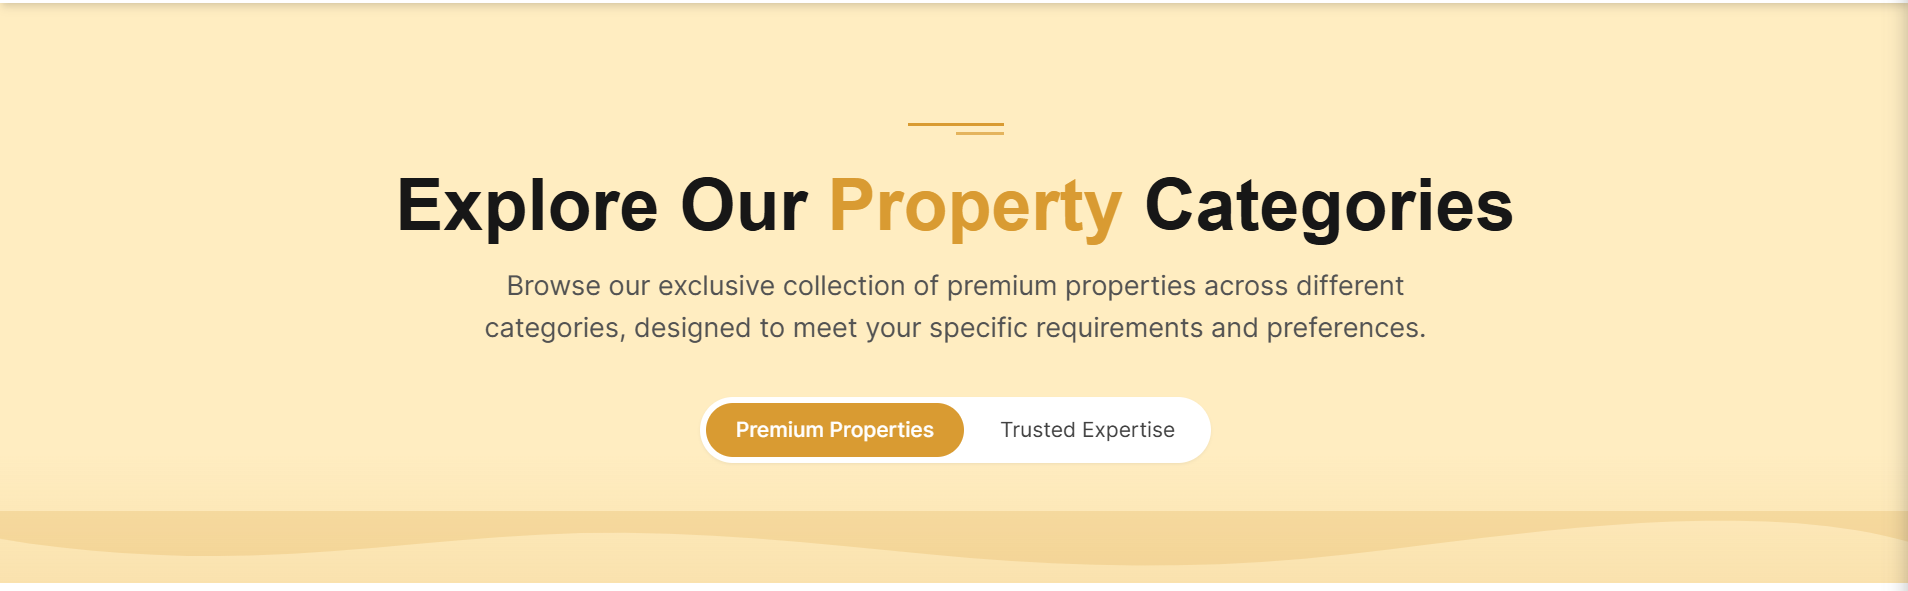 Explore Our Property Categories
Browse our exclusive collection of premium properties across different
categories, designed to meet your specific requirements and preferences.
Premium Properties
Trusted Expertise